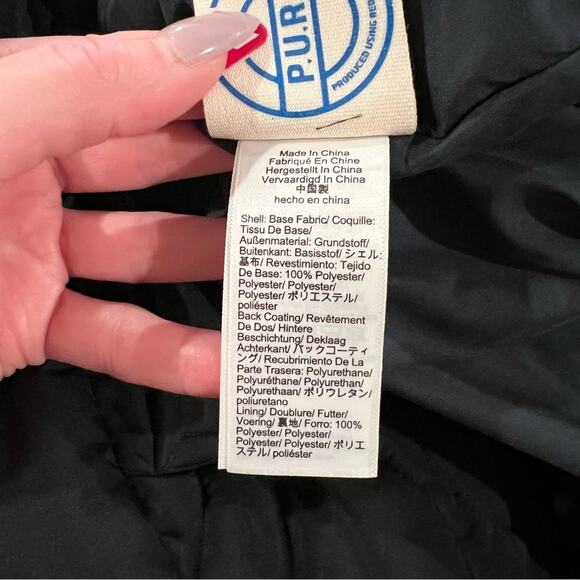 P.U.R
PRODUCED USING
Made In China
Fabriqué En Chine
Hergestellt In China
Vervaardigd In China
中国製
hecho en china
Shell: Base Fabric/ Coquille:
Tissu De Base/
Außenmaterial: Grundstoff/
Buitenkant: Basisstof/ シェル:
基布/ Revestimiento: Tejido
De Base: 100% Polyester/
Polyester/ Polyester/
Polyester/ ポリエステル/
poliéster
Back Coating/ Revêtement
De Dos/ Hintere
Beschichtung/ Deklaag
Achterkant/ バックコーティ
ング/ Recubrimento De La
Parte Trasera: Polyurethane/
Polyuréthane/ Polyurethan/
Polyurethaan/ ポリウレタン/
poliuretano
Lining/ Doublure/ Futter/
Voering/ 裏地/ Forro: 100%
Polyester/ Polyester/
Polyester/ Polyester/ ポリエ
ステル/ poliéster